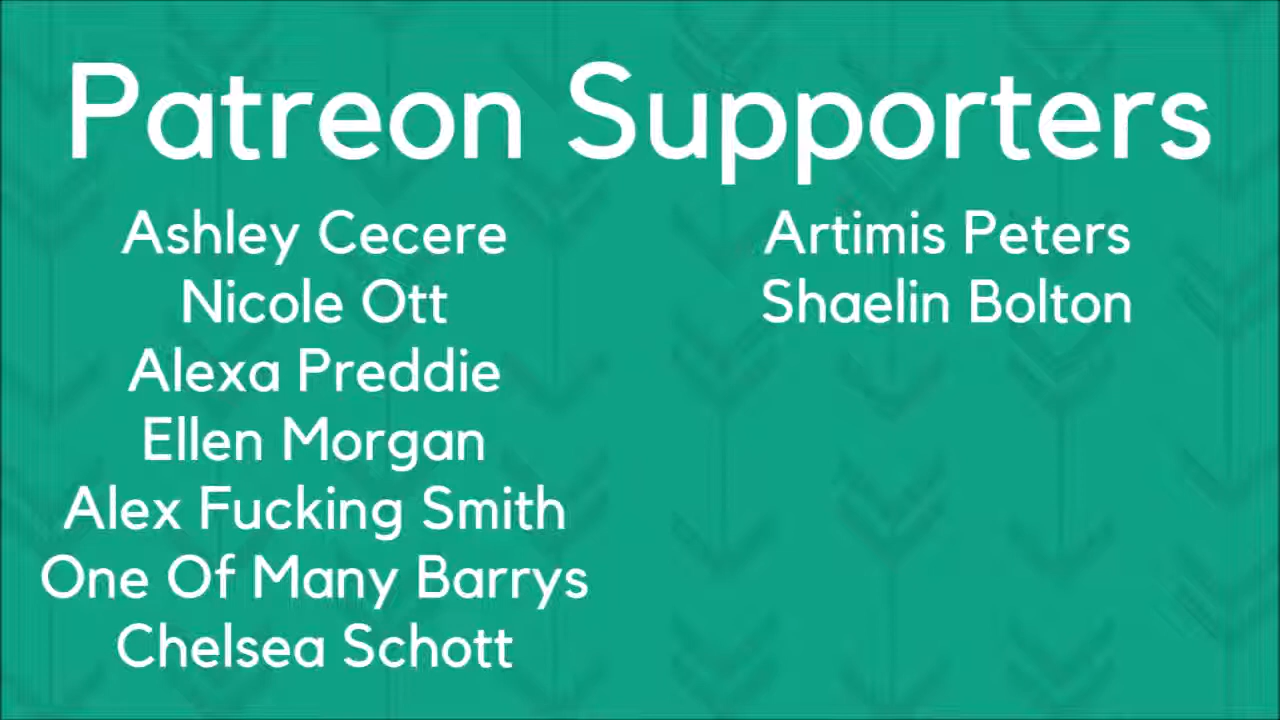 Patreon Supporters
Ashley Cecere
Nicole Ott
Alexa Preddie
Ellen Morgan
Alex Fucking Smith
One Of Many Barrys
Chelsea Schott
Artimis Peters
Shaelin Bolton